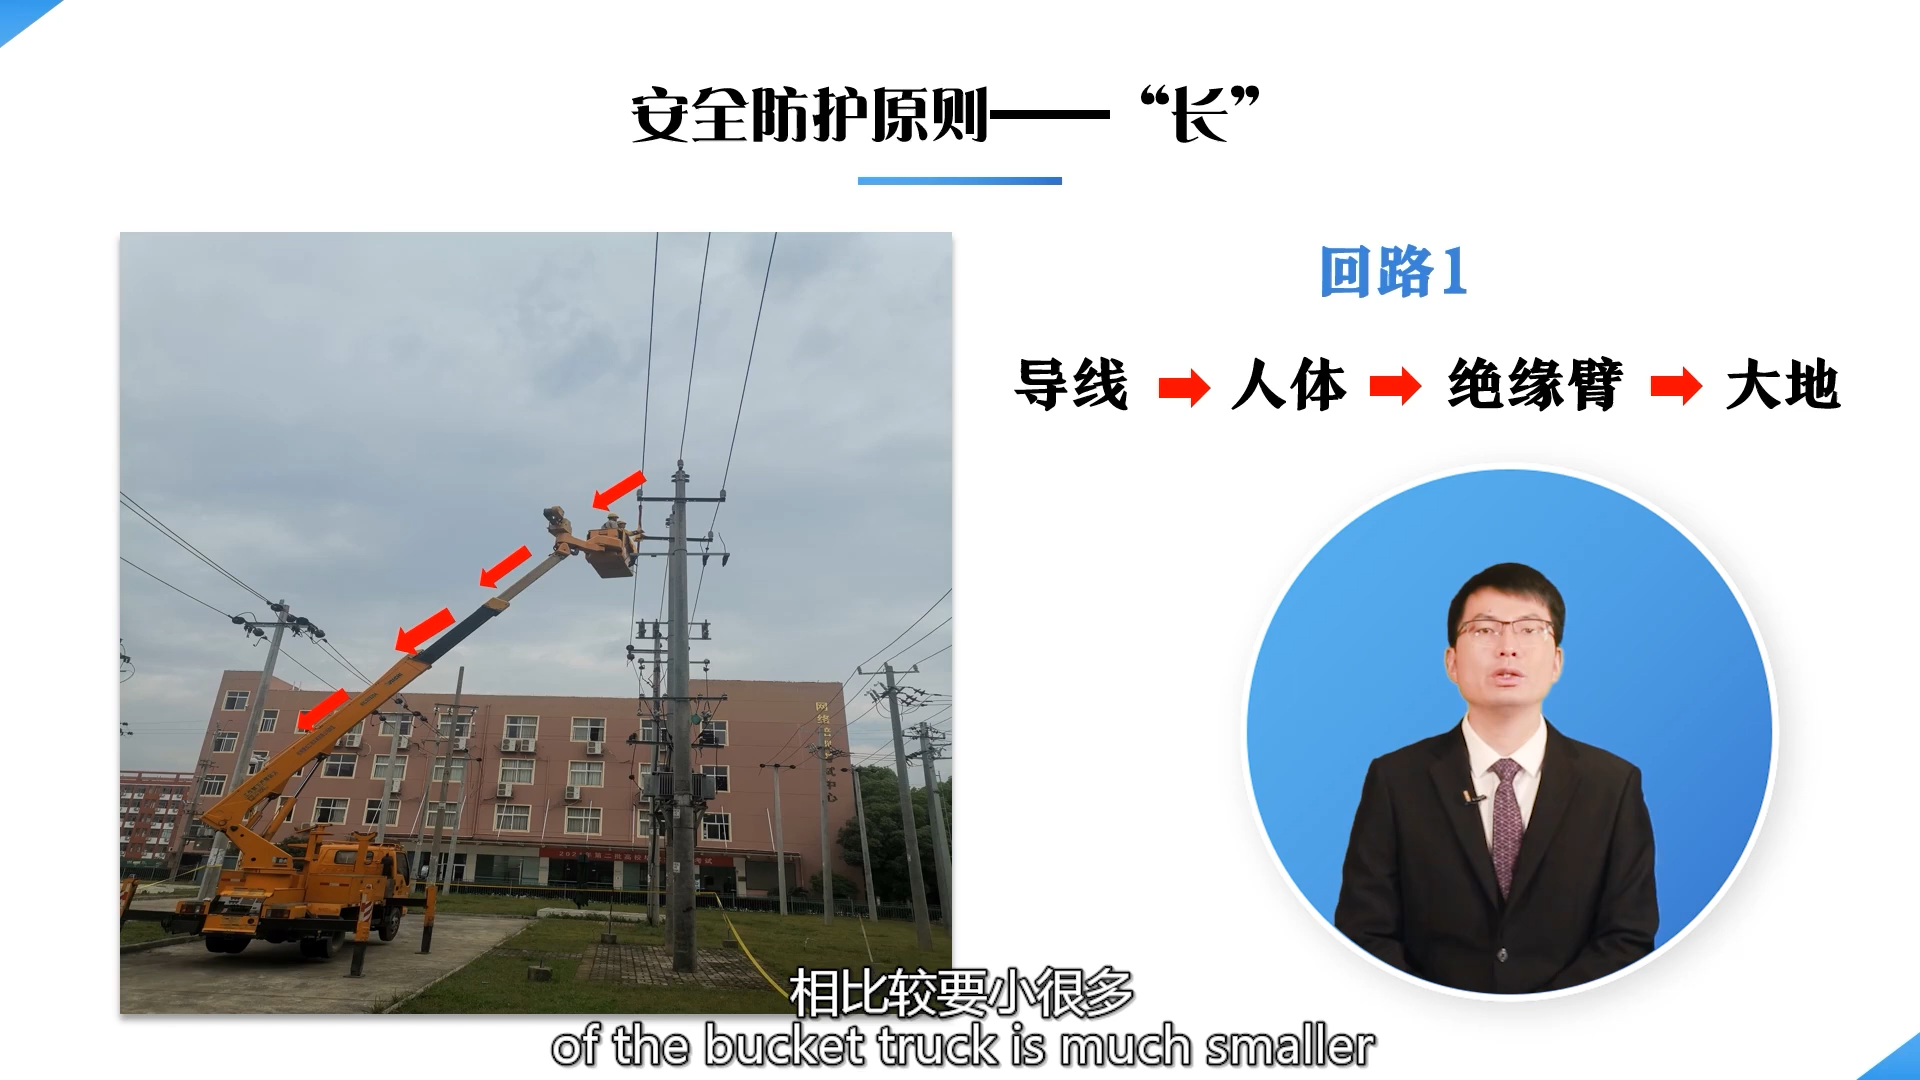 安全防护原则——“长”
回路1
导线 → 人体 → 绝缘臂 → 大地
相比较要小很多
of the bucket truck is much smaller